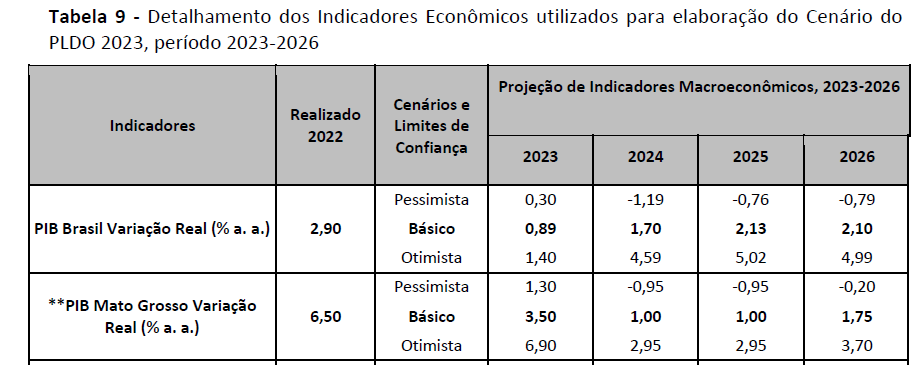 Tabela 9 - Detalhamento dos Indicadores Econômicos utilizados para elaboração do Cenário do
PLDO 2023, período 2023-2026
Indicadores
Realizado
2022
Cenários e
Limites de
Confiança
Projeção de Indicadores Macroeconômicos, 2023-2026
2023 2024 2025 2026
PIB Brasil Variação Real (% a. a.)
2,90
Pessimista 0,30 -1,19 -0,76 -0,79
Básico 0,89 1,70 2,13 2,10
Otimista 1,40 4,59 5,02 4,99
**PIB Mato Grosso Variação
Real (% a. a.)
6,50
Pessimista 1,30 -0,95 -0,95 -0,20
Básico 3,50 1,00 1,00 1,75
Otimista 6,90 2,95 2,95 3,70